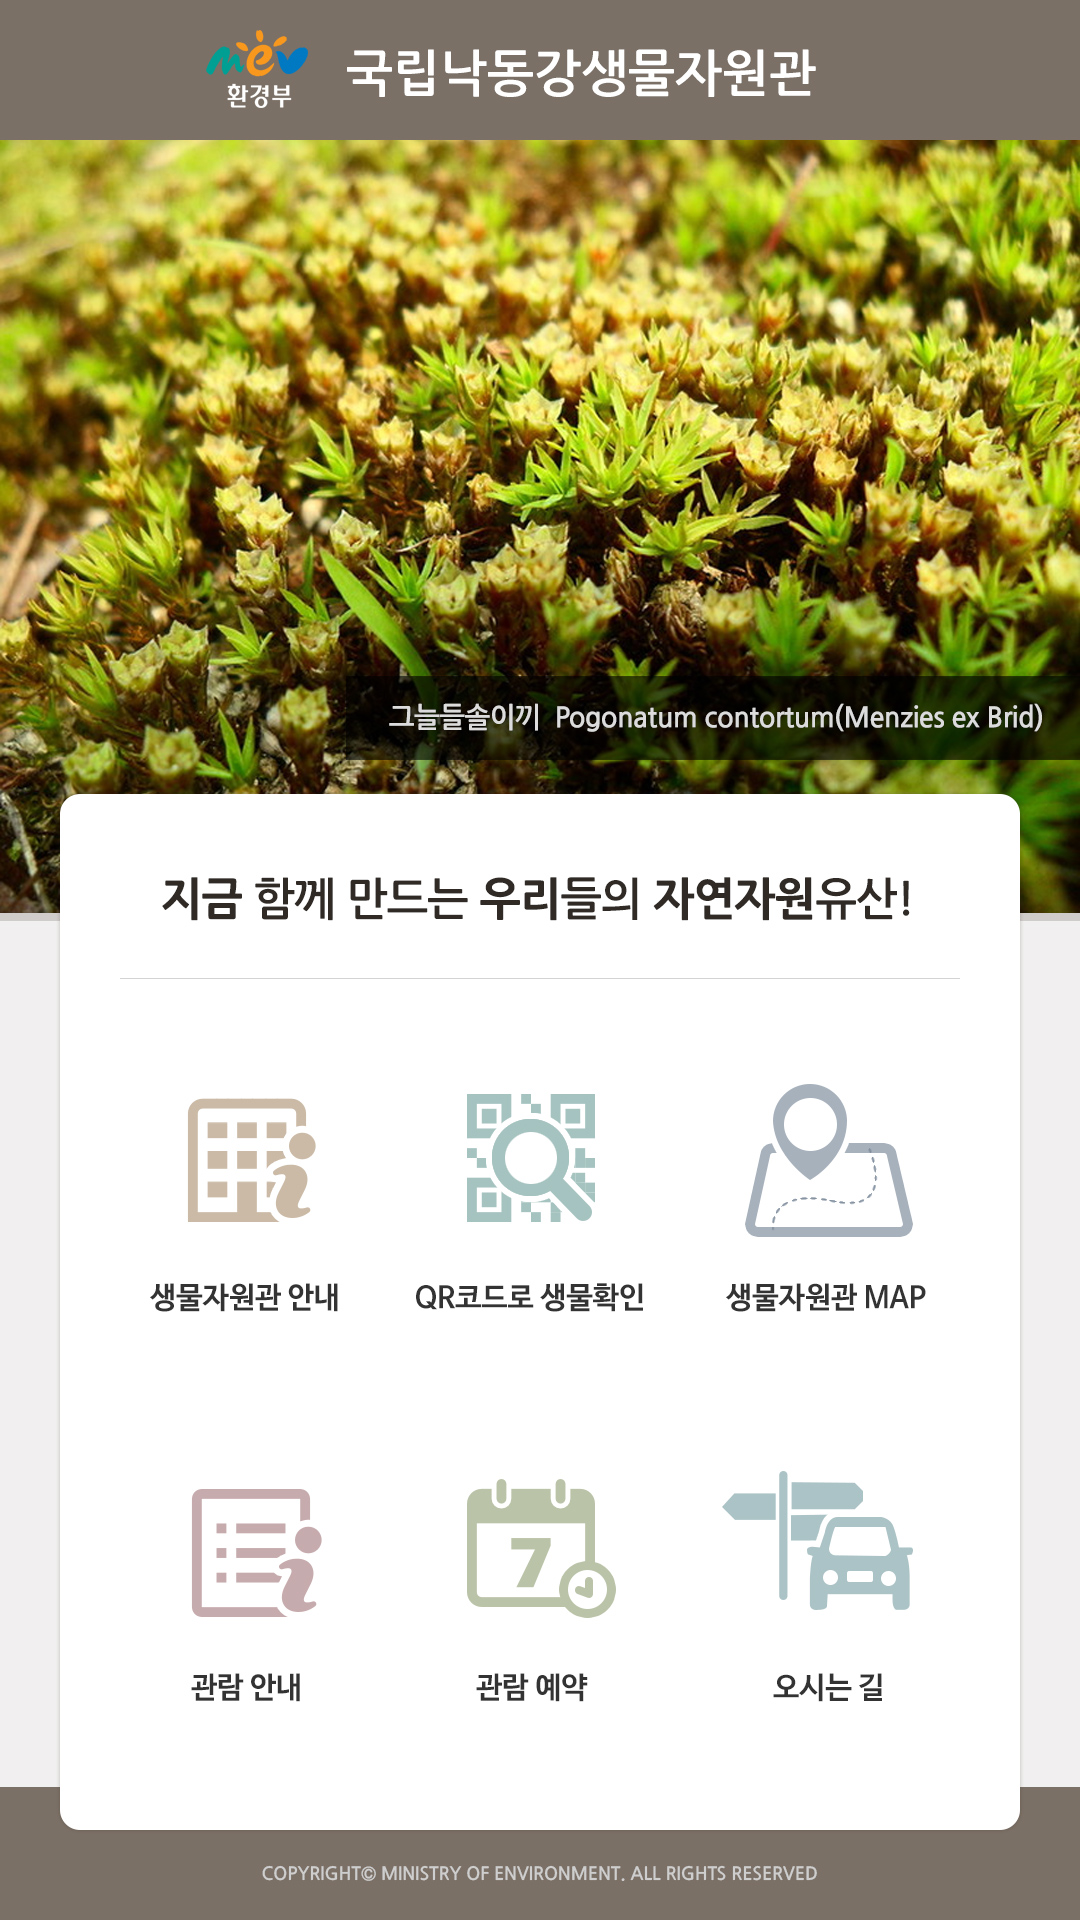 mev
환경부
국립낙동강생물자원관
그늘들솔이끼 Pogonatum contortum(Menzies ex Brid)
지금 함께 만드는 우리들의 자연자원유산!
생물자원관 안내
QR코드로 생물확인
생물자원관 MAP
7
관람 안내
관람 예약
오시는 길
COPYRIGHT© MINISTRY OF ENVIRONMENT. ALL RIGHTS RESERVED